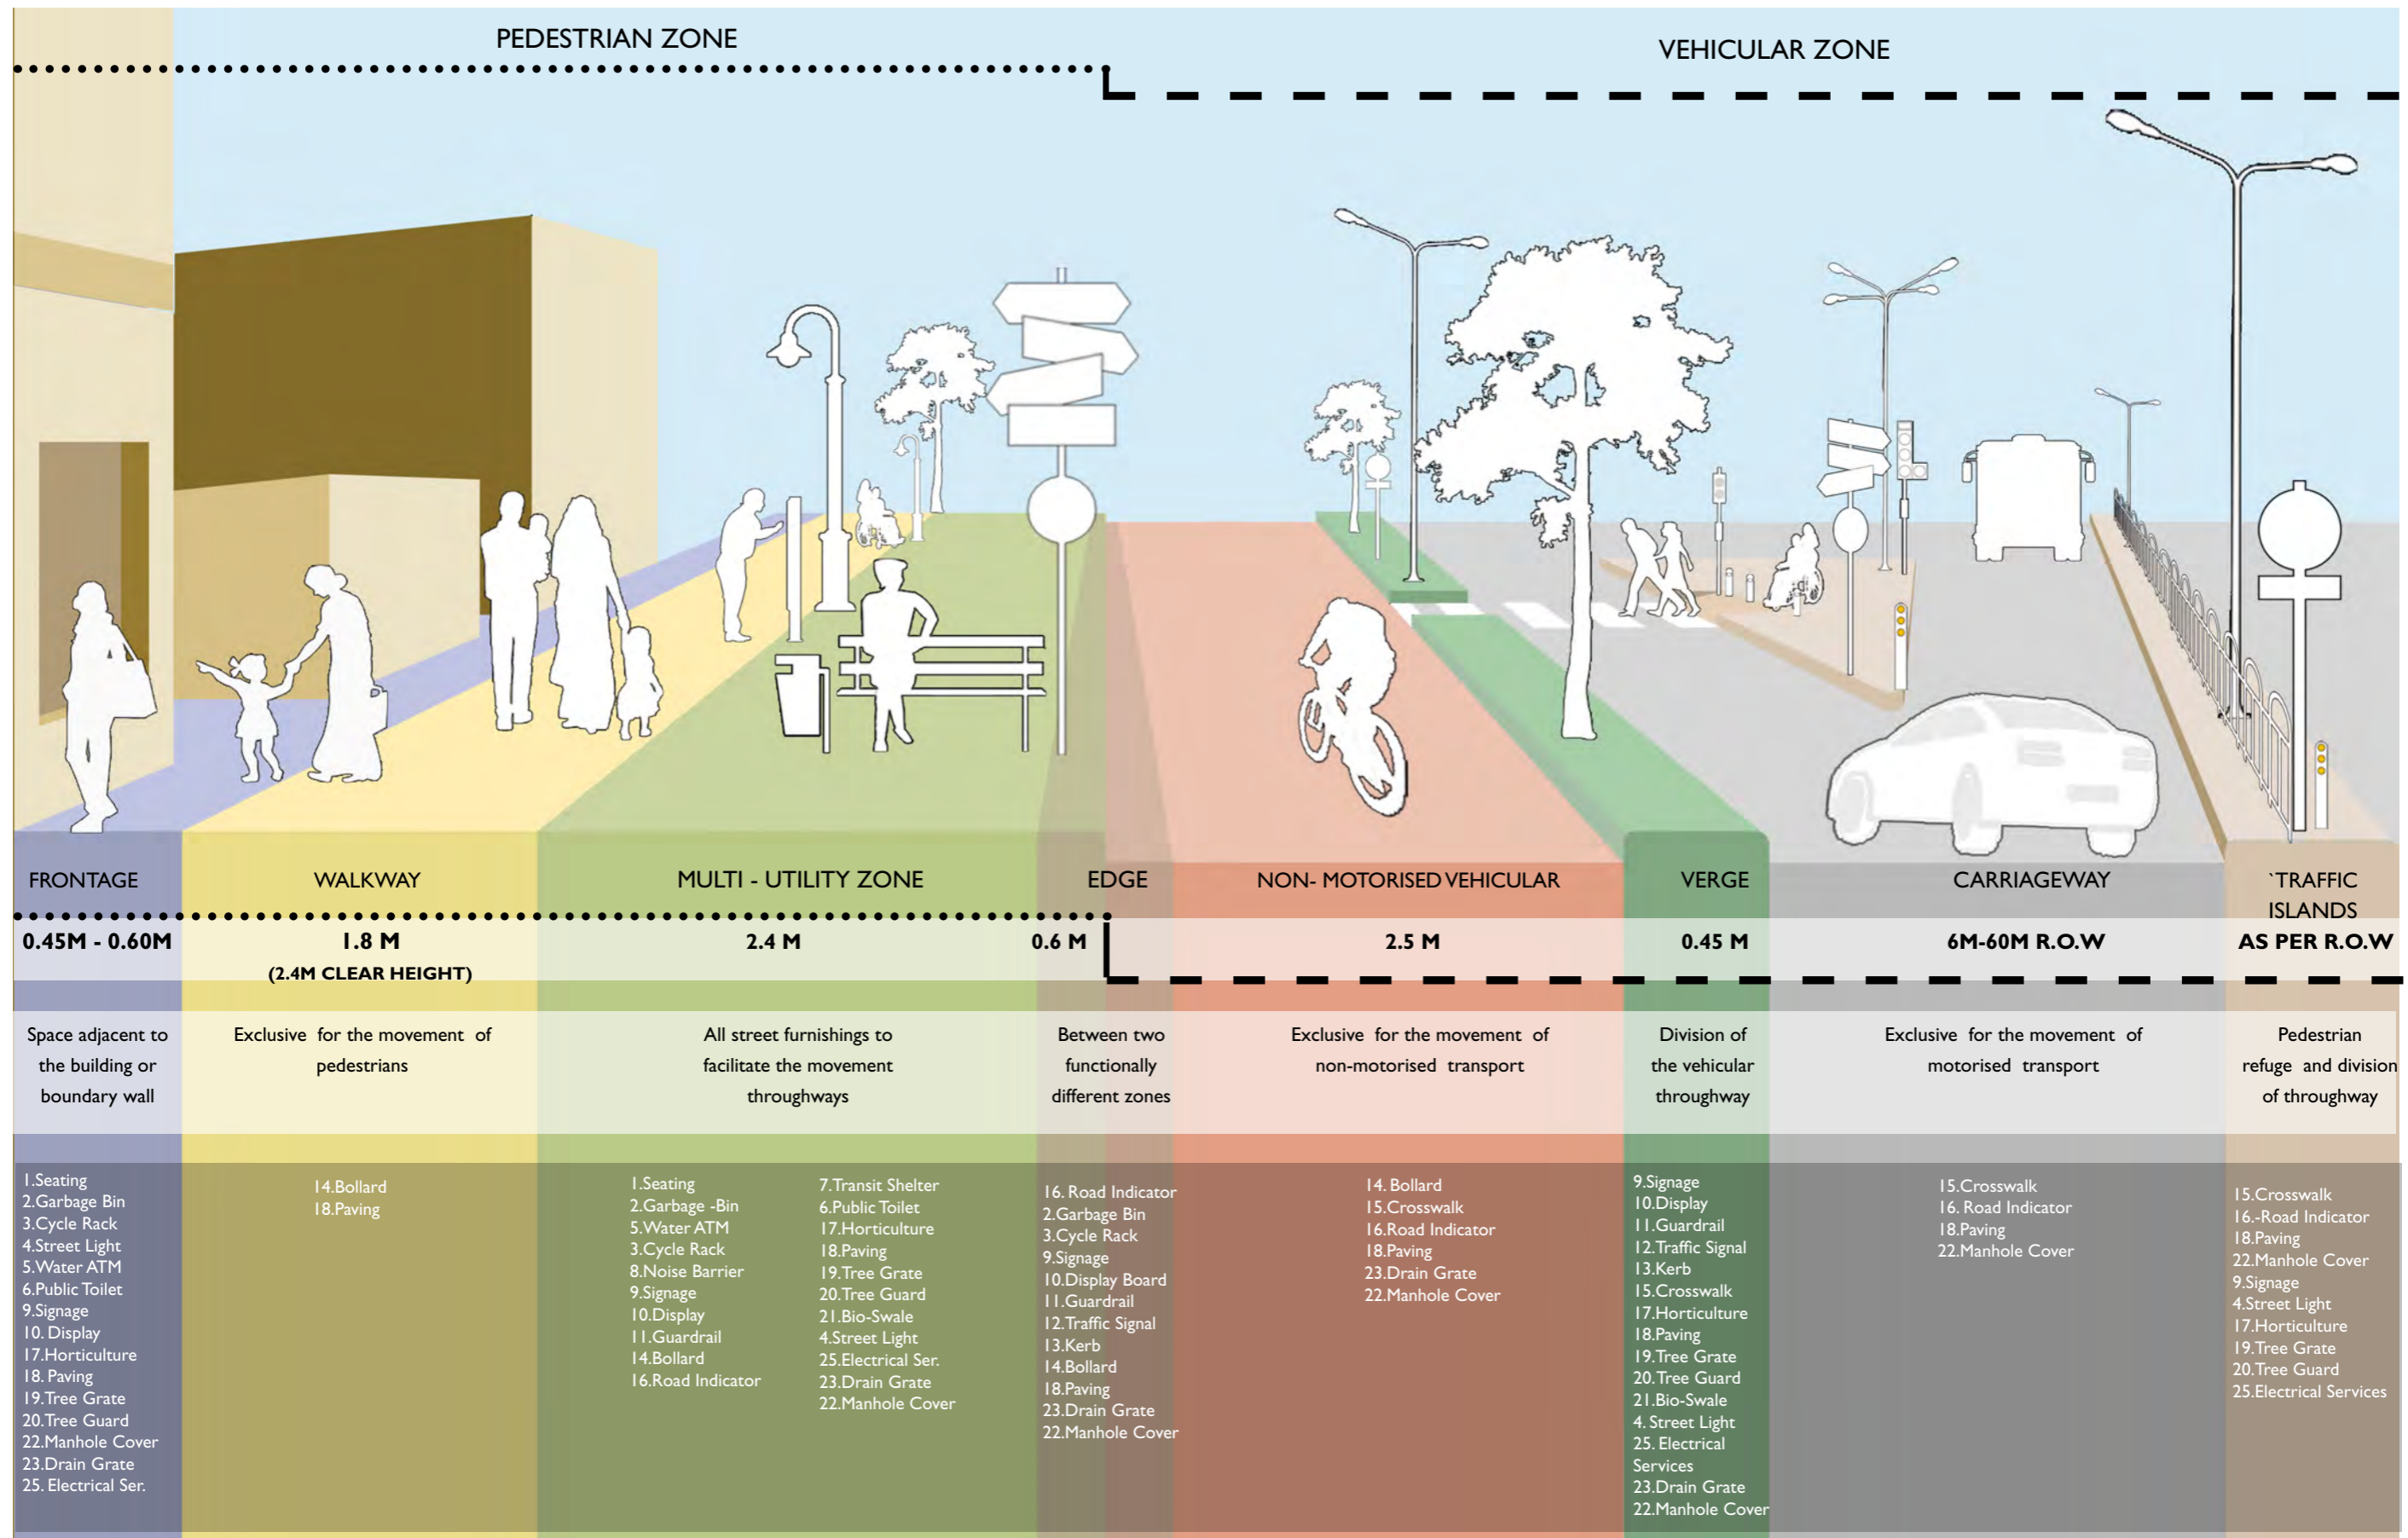 PEDESTRIAN ZONE
VEHICULAR ZONE
FRONTAGE
WALKWAY
MULTI - UTILITY ZONE
EDGE
NON- MOTORISED VEHICULAR
VERGE
CARRIAGEWAY
`TRAFFIC
ISLANDS
0.45M - 0.60M
1.8 M
(2.4M CLEAR HEIGHT)
2.4 M
0.6 M
2.5 M
0.45 M
6M-60M R.O.W
AS PER R.O.W
Space adjacent to
the building or
boundary wall
Exclusive for the movement of
pedestrians
All street furnishings to
facilitate the movement
throughways
Between two
functionally
different zones
Exclusive for the movement of
non-motorised transport
Division of
the vehicular
throughway
Exclusive for the movement of
motorised transport
Pedestrian
refuge and division
of throughway
1.Seating
2.Garbage Bin
3.Cycle Rack
4.Street Light
5.Water ATM
6.Public Toilet
9.Signage
10. Display
17.Horticulture
18. Paving
19.Tree Grate
20.Tree Guard
22.Manhole Cover
23.Drain Grate
25. Electrical Ser.
14.Bollard
18.Paving
1.Seating
2.Garbage -Bin
5.Water ATM
3.Cycle Rack
8.Noise Barrier
9.Signage
10.Display
11.Guardrail
14.Bollard
16.Road Indicator
7.Transit Shelter
6.Public Toilet
17.Horticulture
18.Paving
19.Tree Grate
20.Tree Guard
21.Bio-Swale
4.Street Light
25.Electrical Ser.
23.Drain Grate
22.Manhole Cover
16. Road Indicator
2.Garbage Bin
3.Cycle Rack
9.Signage
10.Display Board
11.Guardrail
12.Traffic Signal
13.Kerb
14.Bollard
18.Paving
23.Drain Grate
22.Manhole Cover
14. Bollard
15.Crosswalk
16.Road Indicator
18.Paving
23.Drain Grate
22.Manhole Cover
9.Signage
10.Display
11.Guardrail
12.Traffic Signal
13.Kerb
15.Crosswalk
17.Horticulture
18.Paving
19.Tree Grate
20.Tree Guard
21.Bio-Swale
4. Street Light
25. Electrical
Services
23.Drain Grate
22.Manhole Cover
15.Crosswalk
16. Road Indicator
18.Paving
22.Manhole Cover
15.Crosswalk
16.-Road Indicator
18.Paving
22.Manhole Cover
9.Signage
4.Street Light
17.Horticulture
19.Tree Grate
20.Tree Guard
25.Electrical Services